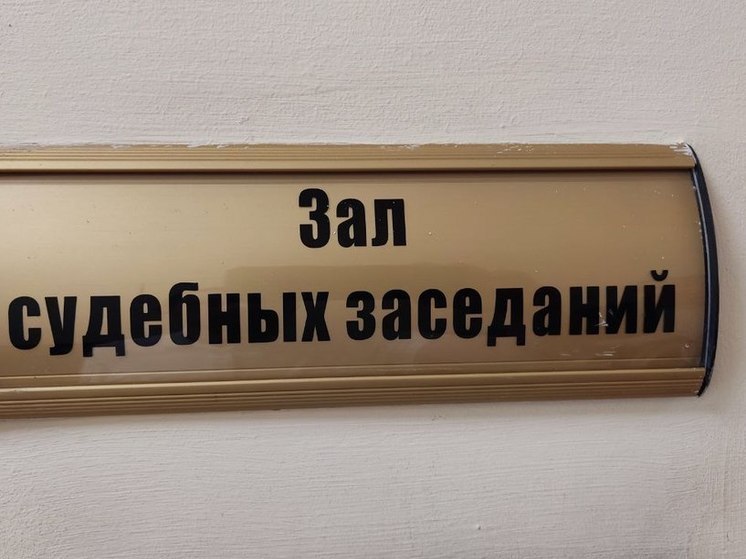 Зал
судебных заседаний